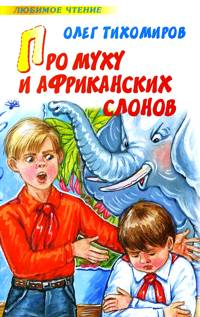 ЛЮБИМОЕ ЧТЕНИЕ
ОЛЕГ ТИХОМИРОВ
ПРО МУХУ
И АФРИКАНСКИХ
СЛОНОВ